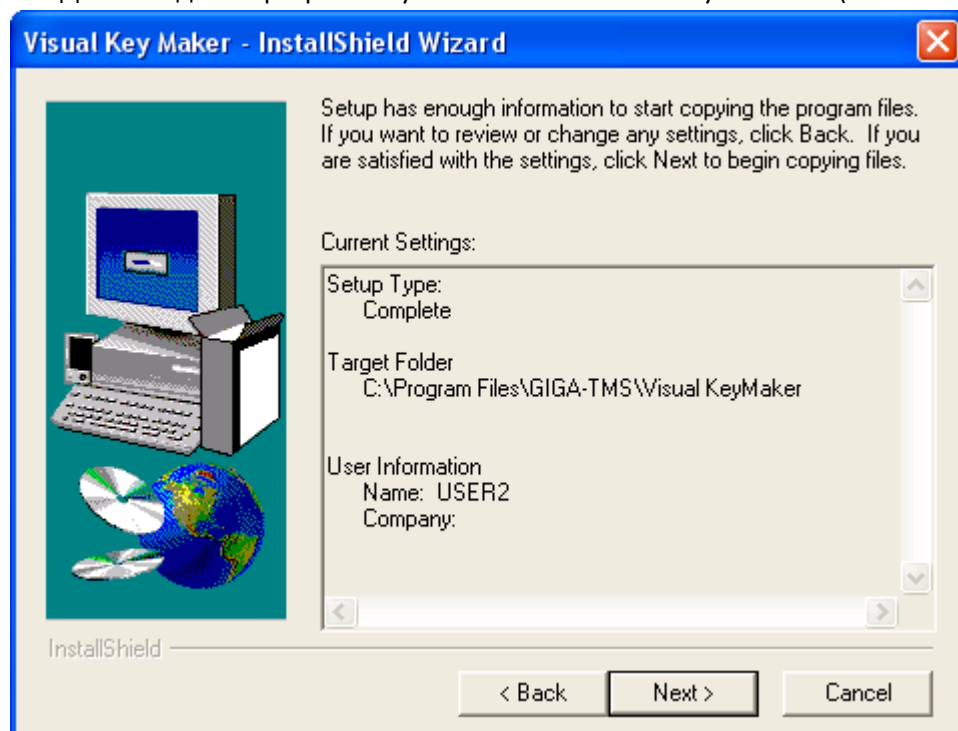 Visual Key Maker - InstallShield Wizard
Setup has enough information to start copying the program files.
If you want to review or change any settings, click Back. If you
are satisfied with the settings, click Next to begin copying files.
Current Settings:
Setup Type:
Complete
Target Folder
C:\Program Files\GIGA-TMS\Visual KeyMaker
User Information
Name: USER2
Company:
InstallShield
< Back
Next >
Cancel